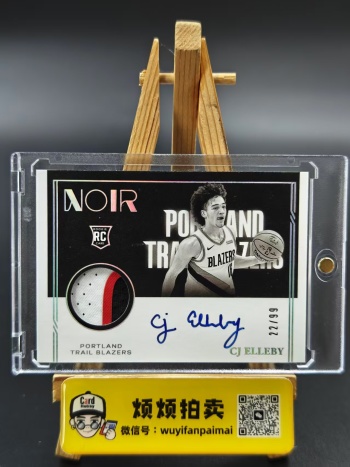 NOIR
RC
PORTLAND
TRAIL BLAZERS
BLAZERS
Cj Elleby
22/99
PORTLAND
TRAIL BLAZERS
CJ ELLEBY
Card
烦烦拍卖
微信号：wuyifanpaimai